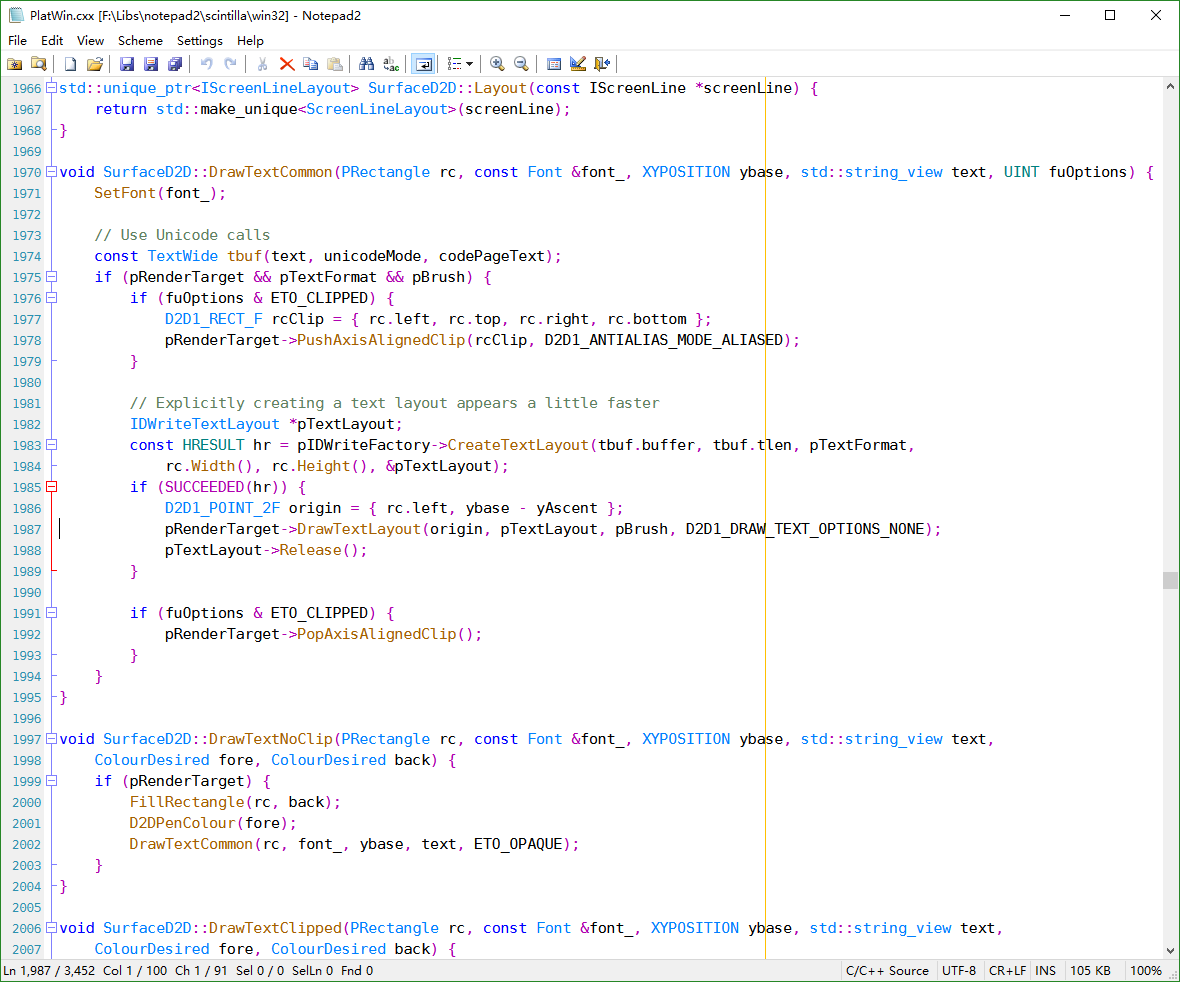 PlatWin.cxx [F:\Libs\notepad2\scintilla\win32] - Notepad2
File Edit View Scheme Settings Help
1966 std::unique_ptr<IScreenLineLayout> SurfaceD2D::Layout(const IScreenLine *screenLine) {
1967     return std::make_unique<ScreenLineLayout>(screenLine);
1968 }
1969
1970 void SurfaceD2D::DrawTextCommon(PRectangle rc, const Font &font_, XYPOSITION ybase, std::string_view text, UINT fuOptions) {
1971     SetFont(font_);
1972
1973     // Use Unicode calls
1974     const TextWide tbuf(text, unicodeMode, codePageText);
1975     if (pRenderTarget && pTextFormat && pBrush) {
1976         if (fuOptions & ETO_CLIPPED) {
1977             D2D1_RECT_F rcClip = { rc.left, rc.top, rc.right, rc.bottom };
1978             pRenderTarget->PushAxisAlignedClip(rcClip, D2D1_ANTIALIAS_MODE_ALIASED);
1979         }
1980
1981         // Explicitly creating a text layout appears a little faster
1982         IDWriteTextLayout *pTextLayout;
1983         const HRESULT hr = pIDWriteFactory->CreateTextLayout(tbuf.buffer, tbuf.tlen, pTextFormat,
1984             rc.Width(), rc.Height(), &pTextLayout);
1985         if (SUCCEEDED(hr)) {
1986             D2D1_POINT_2F origin = { rc.left, ybase - yAscent };
1987             pRenderTarget->DrawTextLayout(origin, pTextLayout, pBrush, D2D1_DRAW_TEXT_OPTIONS_NONE);
1988             pTextLayout->Release();
1989         }
1990
1991         if (fuOptions & ETO_CLIPPED) {
1992             pRenderTarget->PopAxisAlignedClip();
1993         }
1994     }
1995 }
1996
1997 void SurfaceD2D::DrawTextNoClip(PRectangle rc, const Font &font_, XYPOSITION ybase, std::string_view text,
1998     ColourDesired fore, ColourDesired back) {
1999     if (pRenderTarget) {
2000         FillRectangle(rc, back);
2001         D2DPenColour(fore);
2002         DrawTextCommon(rc, font_, ybase, text, ETO_OPAQUE);
2003     }
2004 }
2005
2006 void SurfaceD2D::DrawTextClipped(PRectangle rc, const Font &font_, XYPOSITION ybase, std::string_view text,
2007     ColourDesired fore, ColourDesired back) {
Ln 1,987 / 3,452 Col 1 / 100 Ch 1 / 91 Sel 0 / 0 SelLn 0 Fnd 0 C/C++ Source UTF-8 CR+LF INS 105 KB 100%